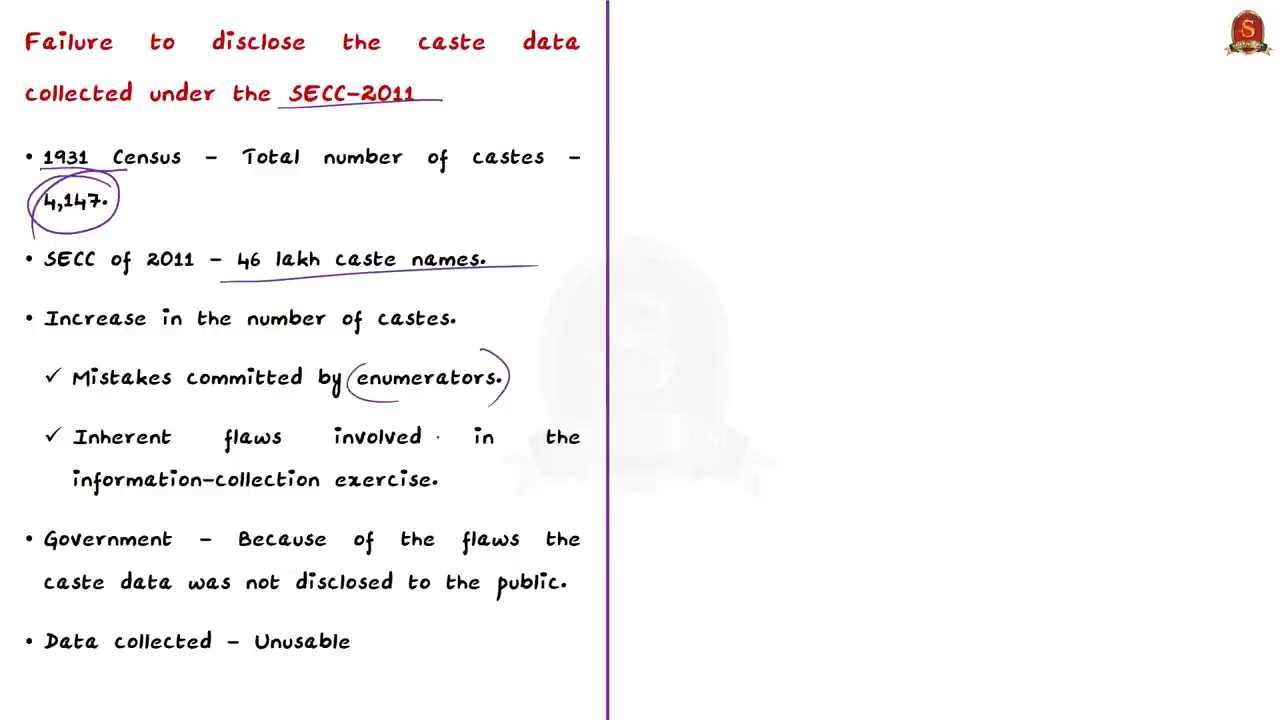 Failure to disclose the caste data
collected under the SECC-2011
• 1931 Census - Total number of castes -
4,147.
• SECC of 2011 - 46 lakh caste names.
• Increase in the number of castes.
✓ Mistakes committed by enumerators.
✓ Inherent flaws involved in the
information-collection exercise.
• Government - Because of the flaws the
caste data was not disclosed to the public.
• Data collected - Unusable
S